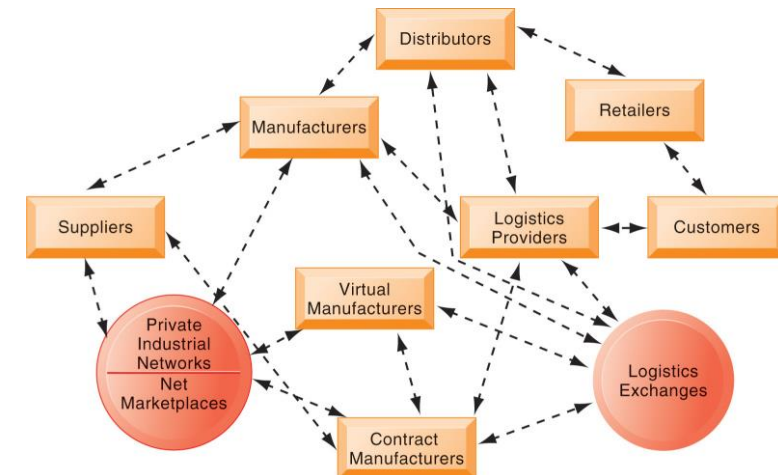 Distributors
Retailers
Manufacturers
Suppliers
Logistics
Providers
Customers
Virtual
Manufacturers
Private
Industrial
Networks
Net
Marketplaces
Logistics
Exchanges
Contract
Manufacturers